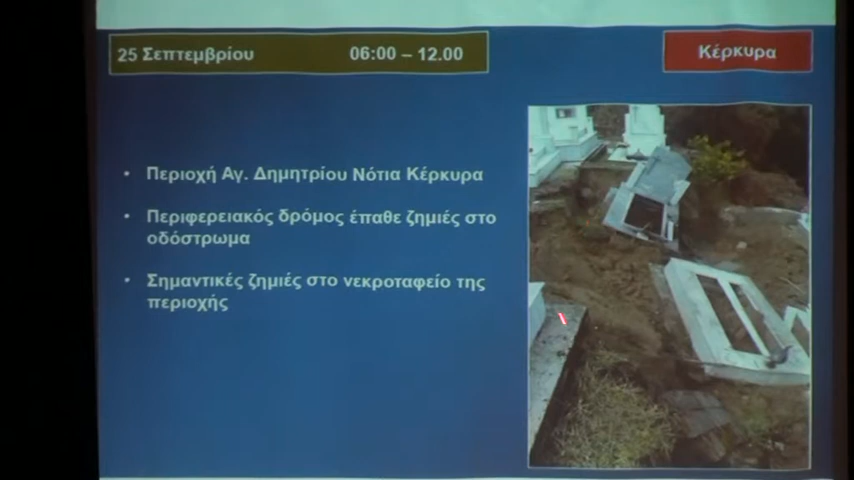 25 Σεπτεμβρίου 06:00 – 12.00
Κέρκυρα
• Περιοχή Αγ. Δημητρίου Νότια Κέρκυρα
• Περιφερειακός δρόμος έπαθε ζημιές στο
οδόστρωμα
• Σημαντικές ζημιές στο νεκροταφείο της
περιοχής